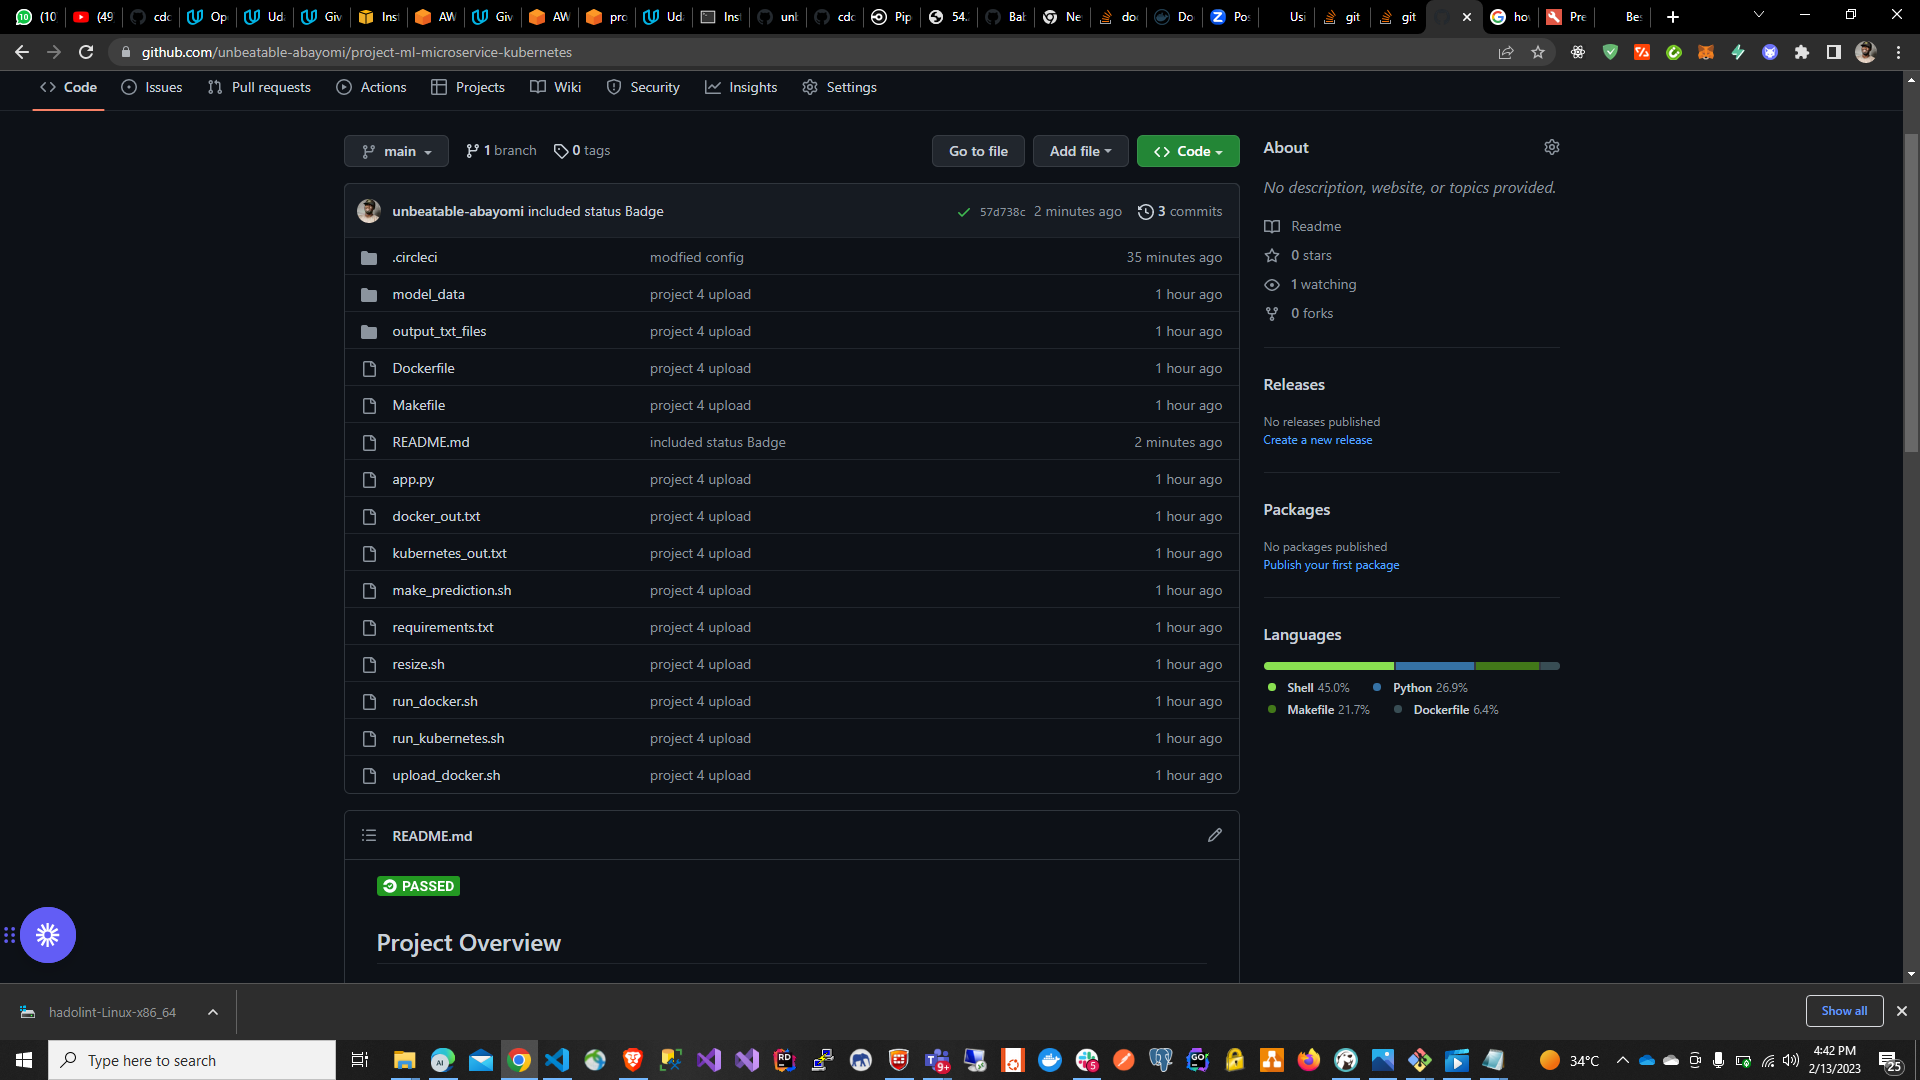 (10
(49
cdc
Ope
Uda
Giv
Inst
AW
Giv
AW
pro
Uda
Inst
unb
cdc
Pip
54.
Bab
Ne
doc
Do
Pos
Usi
git
git
how
Pre
Bes
github.com/unbeatable-abayomi/project-ml-microservice-kubernetes
Code Issues Pull requests Actions Projects Wiki Security Insights Settings
main 1 branch 0 tags Go to file Add file Code
unbeatable-abayomi included status Badge 57d738c 2 minutes ago 3 commits
.circleci modfied config 35 minutes ago
model_data project 4 upload 1 hour ago
output_txt_files project 4 upload 1 hour ago
Dockerfile project 4 upload 1 hour ago
Makefile project 4 upload 1 hour ago
README.md included status Badge 2 minutes ago
app.py project 4 upload 1 hour ago
docker_out.txt project 4 upload 1 hour ago
kubernetes_out.txt project 4 upload 1 hour ago
make_prediction.sh project 4 upload 1 hour ago
requirements.txt project 4 upload 1 hour ago
resize.sh project 4 upload 1 hour ago
run_docker.sh project 4 upload 1 hour ago
run_kubernetes.sh project 4 upload 1 hour ago
upload_docker.sh project 4 upload 1 hour ago
README.md
PASSED
Project Overview
About
No description, website, or topics provided.
Readme
0 stars
1 watching
0 forks
Releases
No releases published
Create a new release
Packages
No packages published
Publish your first package
Languages
Shell 45.0% Python 26.9%
Makefile 21.7% Dockerfile 6.4%
hadolint-Linux-x86_64
Show all
Type here to search
34°C
4:42 PM
2/13/2023
25